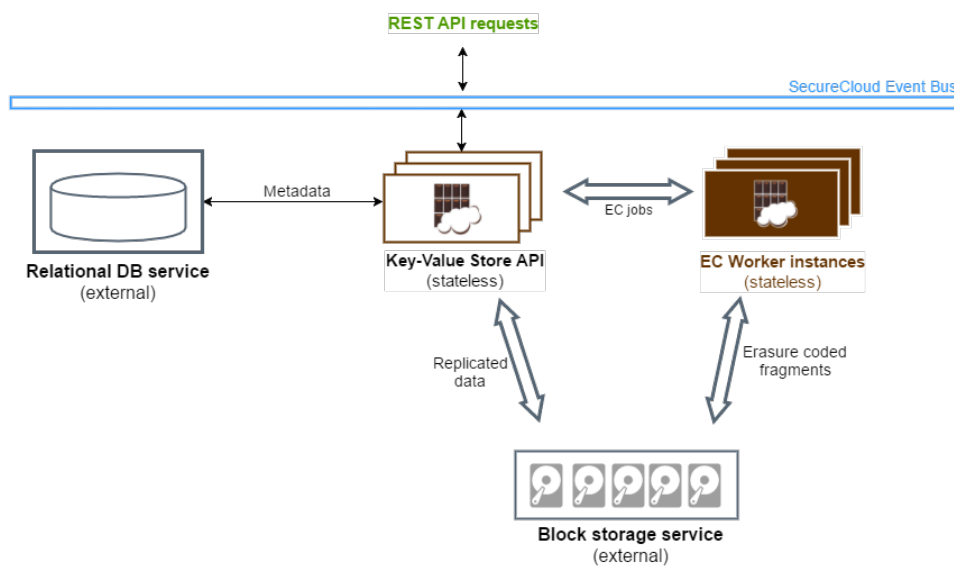 REST API requests
SecureCloud Event Bus
Metadata
EC jobs
Relational DB service
(external)
Key-Value Store API
(stateless)
EC Worker instances
(stateless)
Replicated
data
Erasure coded
fragments
Block storage service
(external)